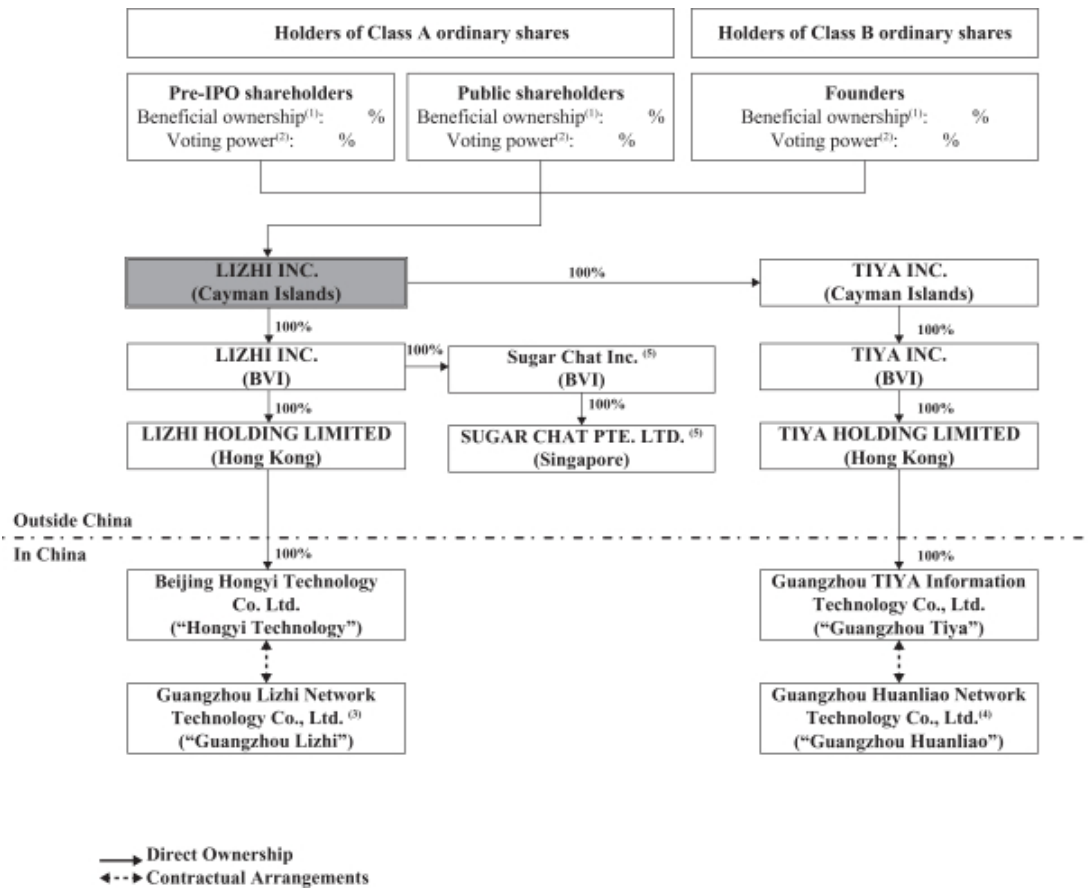 Holders of Class A ordinary shares
Holders of Class B ordinary shares
Pre-IPO shareholders
Beneficial ownership(1): %
Voting power(2): %
Public shareholders
Beneficial ownership(1): %
Voting power(2): %
Founders
Beneficial ownership(1): %
Voting power(2): %
LIZHI INC.
(Cayman Islands)
100%
TIYA INC.
(Cayman Islands)
100%
100%
LIZHI INC.
(BVI)
100%
Sugar Chat Inc. (5)
(BVI)
TIYA INC.
(BVI)
100%
100%
100%
LIZHI HOLDING LIMITED
(Hong Kong)
SUGAR CHAT PTE. LTD. (5)
(Singapore)
TIYA HOLDING LIMITED
(Hong Kong)
Outside China
In China
100%
100%
Beijing Hongyi Technology
Co. Ltd.
(“Hongyi Technology”)
Guangzhou TIYA Information
Technology Co., Ltd.
(“Guangzhou Tiya”)
Guangzhou Lizhi Network
Technology Co., Ltd. (3)
(“Guangzhou Lizhi”)
Guangzhou Huanliao Network
Technology Co., Ltd.(4)
(“Guangzhou Huanliao”)
Direct Ownership
Contractual Arrangements